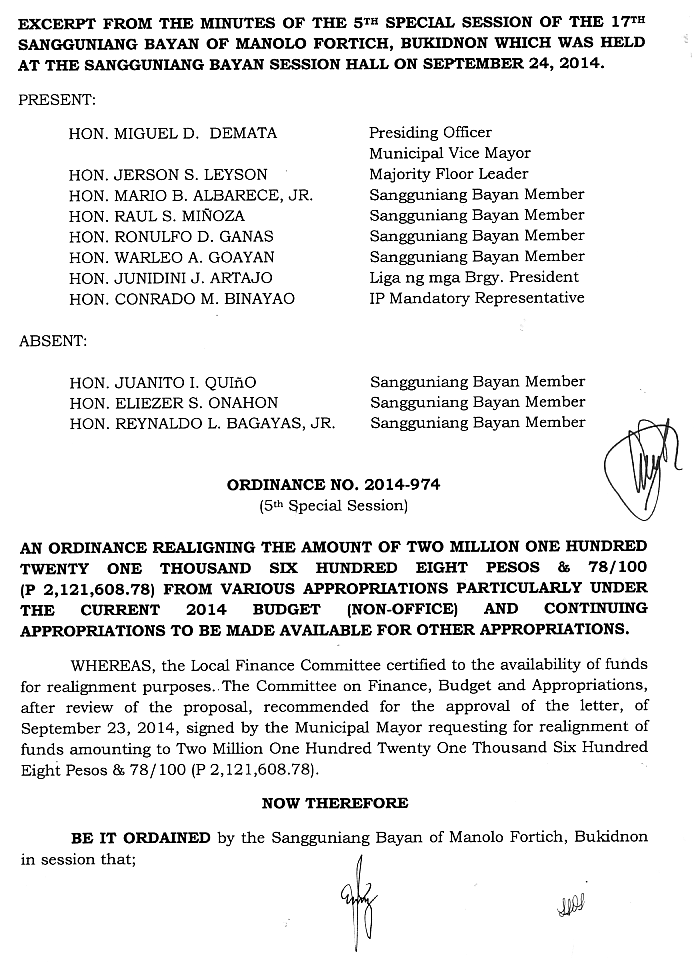 EXCERPT FROM THE MINUTES OF THE 5TH SPECIAL SESSION OF THE 17TH
SANGGUNIANG BAYAN OF MANOLO FORTICH, BUKIDNON WHICH WAS HELD
AT THE SANGGUNIANG BAYAN SESSION HALL ON SEPTEMBER 24, 2014.
PRESENT:
HON. MIGUEL D. DEMATA Presiding Officer
Municipal Vice Mayor
HON. JERSON S. LEYSON Majority Floor Leader
HON. MARIO B. ALBARECE, JR. Sangguniang Bayan Member
HON. RAUL S. MIÑOZA Sangguniang Bayan Member
HON. RONULFO D. GANAS Sangguniang Bayan Member
HON. WARLEO A. GOAYAN Sangguniang Bayan Member
HON. JUNIDINI J. ARTAJO Liga ng mga Brgy. President
HON. CONRADO M. BINAYAO IP Mandatory Representative
ABSENT:
HON. JUANITO I. QUIñO Sangguniang Bayan Member
HON. ELIEZER S. ONAHON Sangguniang Bayan Member
HON. REYNALDO L. BAGAYAS, JR. Sangguniang Bayan Member
ORDINANCE NO. 2014-974
(5th Special Session)
AN ORDINANCE REALIGNING THE AMOUNT OF TWO MILLION ONE HUNDRED
TWENTY ONE THOUSAND SIX HUNDRED EIGHT PESOS & 78/100
(P 2,121,608.78) FROM VARIOUS APPROPRIATIONS PARTICULARLY UNDER
THE CURRENT 2014 BUDGET (NON-OFFICE) AND CONTINUING
APPROPRIATIONS TO BE MADE AVAILABLE FOR OTHER APPROPRIATIONS.
WHEREAS, the Local Finance Committee certified to the availability of funds
for realignment purposes. The Committee on Finance, Budget and Appropriations,
after review of the proposal, recommended for the approval of the letter, of
September 23, 2014, signed by the Municipal Mayor requesting for realignment of
funds amounting to Two Million One Hundred Twenty One Thousand Six Hundred
Eight Pesos & 78/100 (P 2,121,608.78).
NOW THEREFORE
BE IT ORDAINED by the Sangguniang Bayan of Manolo Fortich, Bukidnon
in session that;